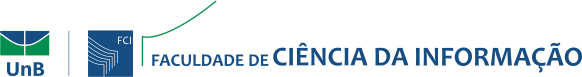 UnB
FCI
FACULDADE DE CIÊNCIA DA INFORMAÇÃO